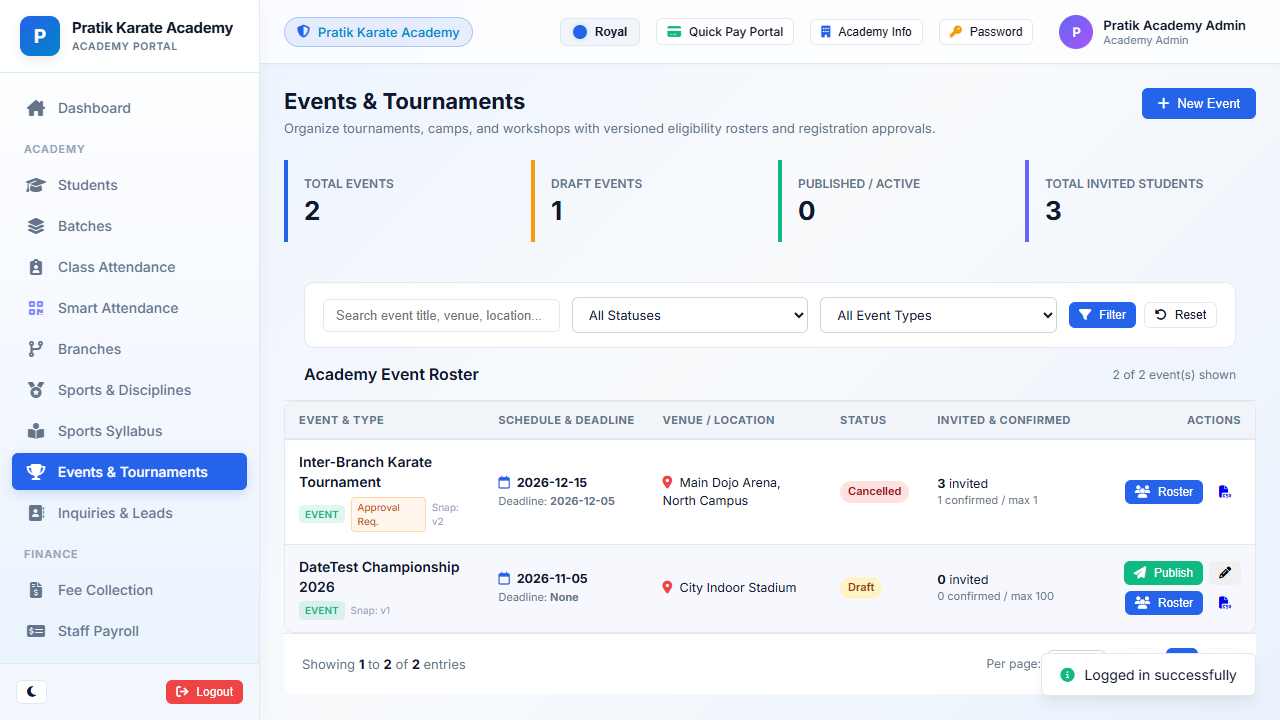 P
Pratik Karate Academy
ACADEMY PORTAL
Pratik Karate Academy
Royal
Quick Pay Portal
Academy Info
Password
P
Pratik Academy Admin
Academy Admin
Dashboard
ACADEMY
Students
Batches
Class Attendance
Smart Attendance
Branches
Sports & Disciplines
Sports Syllabus
Events & Tournaments
Inquiries & Leads
FINANCE
Fee Collection
Staff Payroll
Logout
Events & Tournaments
Organize tournaments, camps, and workshops with versioned eligibility rosters and registration approvals.
New Event
TOTAL EVENTS
2
DRAFT EVENTS
1
PUBLISHED / ACTIVE
0
TOTAL INVITED STUDENTS
3
Search event title, venue, location...
All Statuses
All Event Types
Filter
Reset
Academy Event Roster
2 of 2 event(s) shown
EVENT & TYPE SCHEDULE & DEADLINE VENUE / LOCATION STATUS INVITED & CONFIRMED ACTIONS
Inter-Branch Karate
Tournament
EVENT
Approval
Req.
Snap:
v2
2026-12-15
Deadline: 2026-12-05
Main Dojo Arena,
North Campus
Cancelled
3 invited
1 confirmed / max 1
Roster
DateTest Championship
2026
EVENT
Snap: v1
2026-11-05
Deadline: None
City Indoor Stadium
Draft
0 invited
0 confirmed / max 100
Publish
Roster
Showing 1 to 2 of 2 entries
Per page:
Logged in successfully